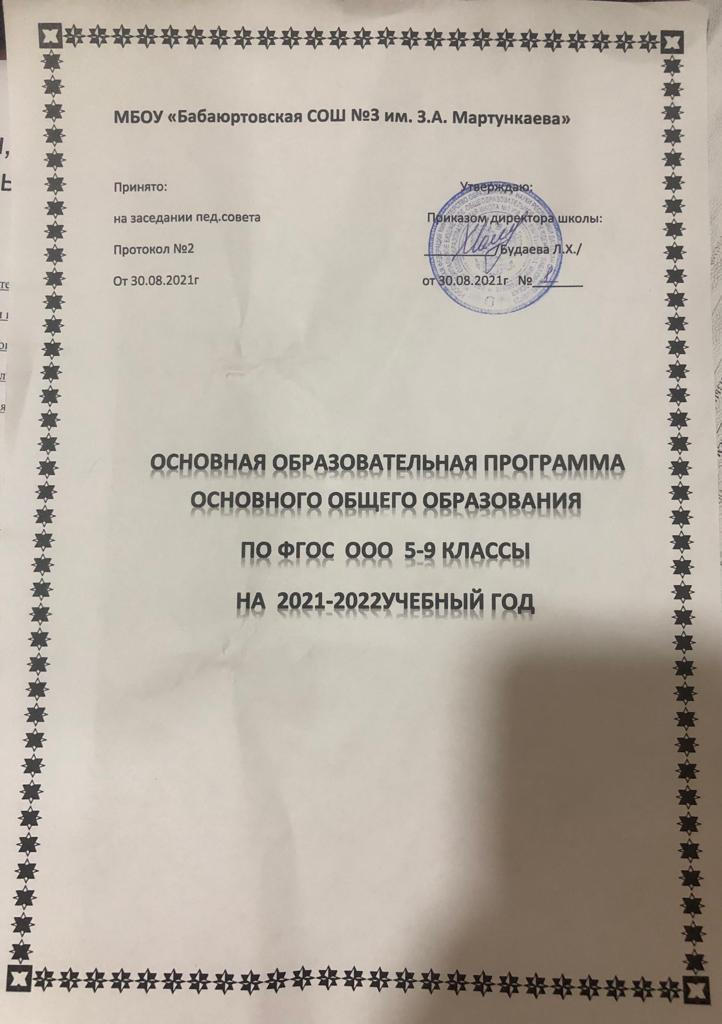 МБОУ «Бабаюртовская СОШ №3 им. З.А. Мартункаева»
Принято: Утверждаю:
на заседании пед.совета Приказом директора школы:
Протокол №2 /Будаева Л.Х./
От 30.08.2021г от 30.08.2021г №
ОСНОВНАЯ ОБРАЗОВАТЕЛЬНАЯ ПРОГРАММА
ОСНОВНОГО ОБЩЕГО ОБРАЗОВАНИЯ
ПО ФГОС ООО 5-9 КЛАССЫ
НА 2021-2022УЧЕБНЫЙ ГОД